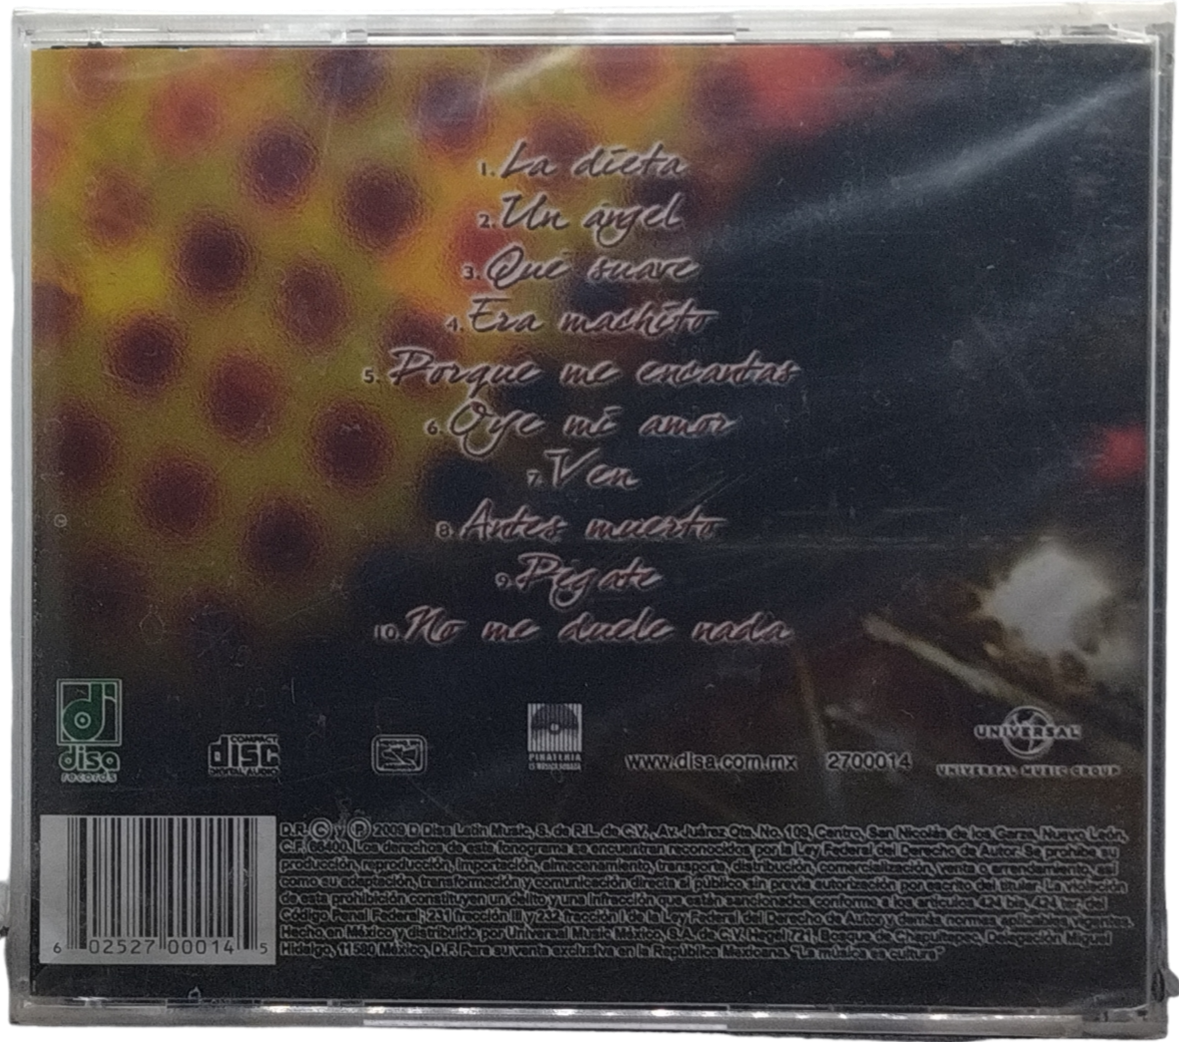 1. La dieta
2. Un ángel
3. Qué suave
4. Era machito
5. Porque me encantas
6. Oye mi amor
7. Ven
8. Antes muerto
9. Pégate
10. No me duele nada
disa
records
COMPACT
disc
DIGITAL AUDIO
PIRATERIA
www.disa.com.mx 2700014
UNIVERSAL
UNIVERSAL MUSIC GROUP
D.R. © y ℗ 2009 D Disa Latin Music, S. de R.L. de C.V., Av. Juárez Ote. No. 108, Centro, San Nicolás de los Garza, Nuevo León,
C.F. 66400. Los derechos de este fonograma se encuentran reconocidos por la Ley Federal del Derecho de Autor. Se prohibe su
producción, reproducción, importación, almacenamiento, transporte, distribución, comercialización, venta o arrendamiento, así
como su adaptación, transformación y comunicación directa al público sin previa autorización por escrito del titular. La violación
de esta prohibición constituyen un delito y una infracción que están sancionados conforme a los artículos 424 bis, 424 ter, del
Código Penal Federal; 231 fracción III y 232 fracción I de la Ley Federal del Derecho de Autor y demás normas aplicables vigentes.
Hecho en México y distribuido por Universal Music México, S.A. de C.V. Hegel 721, Bosque de Chapultepec, Delegación Miguel
Hidalgo, 11580 México, D.F. Para su venta exclusiva en la República Mexicana. "La música es cultura"
6 02527 00014 5